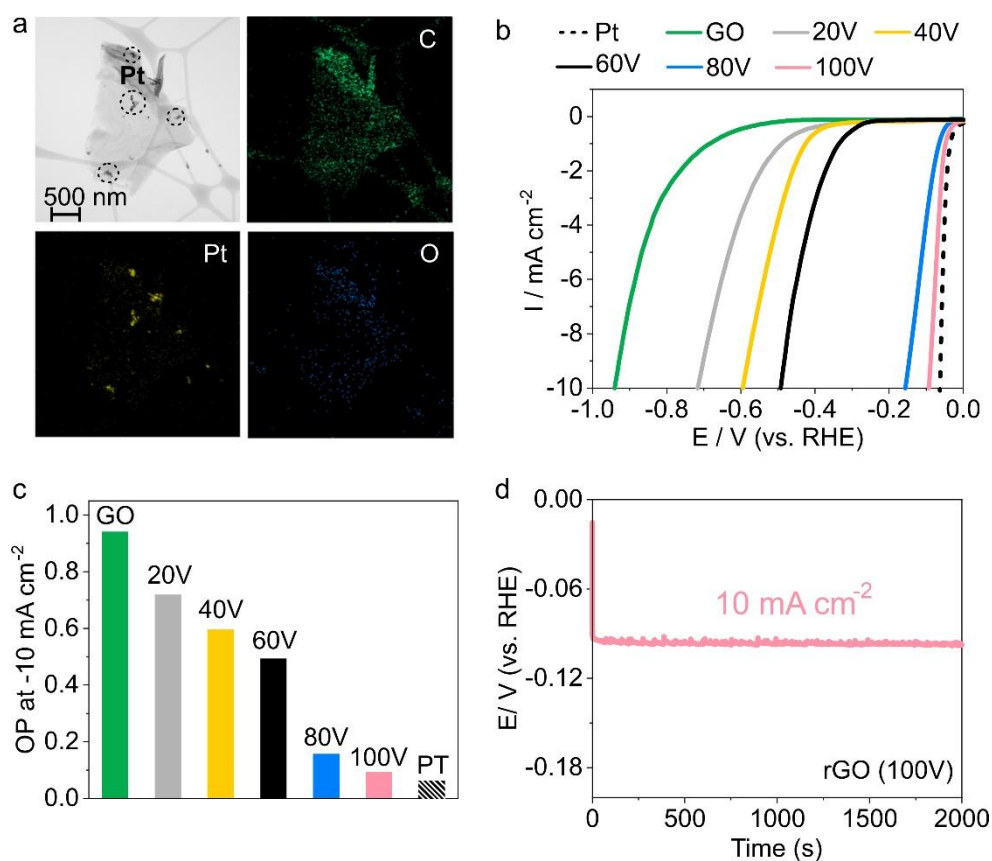 a
Pt
500 nm
C
Pt
O
b
Pt GO 20V 40V
60V 80V 100V
0
-2
-4
-6
-8
-10
I / mA cm⁻²
-1.0 -0.8 -0.6 -0.4 -0.2 0.0
E / V (vs. RHE)
c
1.0
0.8
0.6
0.4
0.2
0.0
OP at -10 mA cm⁻²
GO
20V
40V
60V
80V
100V
PT
d
0.00
-0.06
-0.12
-0.18
E/ V (vs. RHE)
10 mA cm⁻²
rGO (100V)
0 500 1000 1500 2000
Time (s)